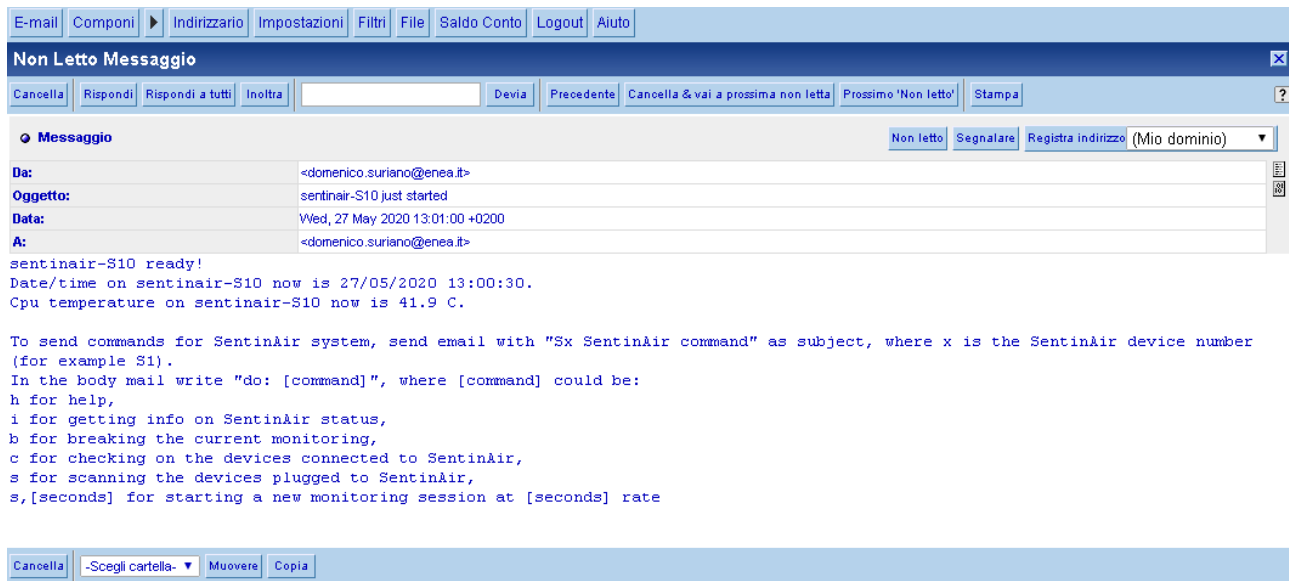 E-mail Componi Indirizzario Impostazioni Filtri File Saldo Conto Logout Aiuto
Non Letto Messaggio
Cancella Rispondi Rispondi a tutti Inoltra Devia Precedente Cancella & vai a prossima non letta Prossimo 'Non letto' Stampa ?
Messaggio Non letto Segnalare Registra indirizzo (Mio dominio)
Da: <domenico.suriano@enea.it>
Oggetto: sentinair-S10 just started
Data: Wed, 27 May 2020 13:01:00 +0200
A: <domenico.suriano@enea.it>
sentinair-S10 ready!
Date/time on sentinair-S10 now is 27/05/2020 13:00:30.
Cpu temperature on sentinair-S10 now is 41.9 C.
To send commands for SentinAir system, send email with "Sx SentinAir command" as subject, where x is the SentinAir device number
(for example S1).
In the body mail write "do: [command]", where [command] could be:
h for help,
i for getting info on SentinAir status,
b for breaking the current monitoring,
c for checking on the devices connected to SentinAir,
s for scanning the devices plugged to SentinAir,
s,[seconds] for starting a new monitoring session at [seconds] rate
Cancella -Scegli cartella- Muovere Copia